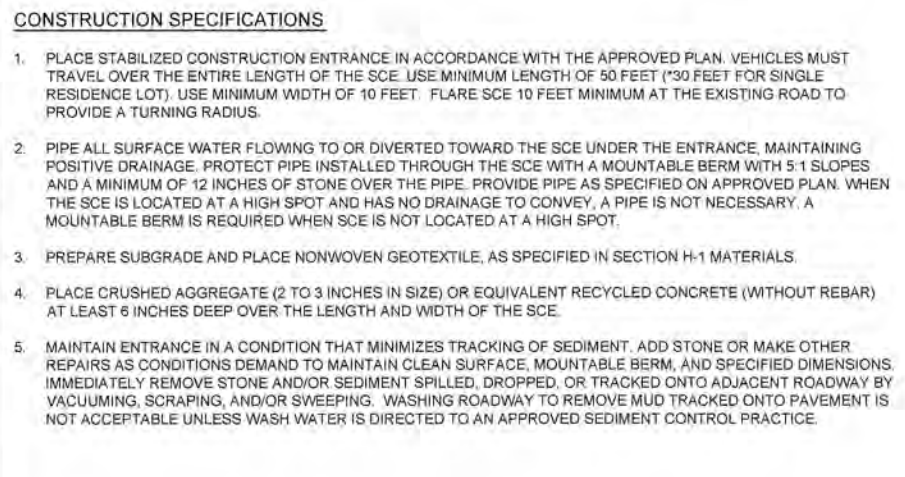 CONSTRUCTION SPECIFICATIONS
1. PLACE STABILIZED CONSTRUCTION ENTRANCE IN ACCORDANCE WITH THE APPROVED PLAN. VEHICLES MUST
TRAVEL OVER THE ENTIRE LENGTH OF THE SCE. USE MINIMUM LENGTH OF 50 FEET (*30 FEET FOR SINGLE
RESIDENCE LOT). USE MINIMUM WIDTH OF 10 FEET. FLARE SCE 10 FEET MINIMUM AT THE EXISTING ROAD TO
PROVIDE A TURNING RADIUS.
2. PIPE ALL SURFACE WATER FLOWING TO OR DIVERTED TOWARD THE SCE UNDER THE ENTRANCE, MAINTAINING
POSITIVE DRAINAGE. PROTECT PIPE INSTALLED THROUGH THE SCE WITH A MOUNTABLE BERM WITH 5:1 SLOPES
AND A MINIMUM OF 12 INCHES OF STONE OVER THE PIPE. PROVIDE PIPE AS SPECIFIED ON APPROVED PLAN. WHEN
THE SCE IS LOCATED AT A HIGH SPOT AND HAS NO DRAINAGE TO CONVEY, A PIPE IS NOT NECESSARY. A
MOUNTABLE BERM IS REQUIRED WHEN SCE IS NOT LOCATED AT A HIGH SPOT.
3. PREPARE SUBGRADE AND PLACE NONWOVEN GEOTEXTILE, AS SPECIFIED IN SECTION H-1 MATERIALS.
4. PLACE CRUSHED AGGREGATE (2 TO 3 INCHES IN SIZE) OR EQUIVALENT RECYCLED CONCRETE (WITHOUT REBAR)
AT LEAST 6 INCHES DEEP OVER THE LENGTH AND WIDTH OF THE SCE.
5. MAINTAIN ENTRANCE IN A CONDITION THAT MINIMIZES TRACKING OF SEDIMENT. ADD STONE OR MAKE OTHER
REPAIRS AS CONDITIONS DEMAND TO MAINTAIN CLEAN SURFACE, MOUNTABLE BERM, AND SPECIFIED DIMENSIONS.
IMMEDIATELY REMOVE STONE AND/OR SEDIMENT SPILLED, DROPPED, OR TRACKED ONTO ADJACENT ROADWAY BY
VACUUMING, SCRAPING, AND/OR SWEEPING. WASHING ROADWAY TO REMOVE MUD TRACKED ONTO PAVEMENT IS
NOT ACCEPTABLE UNLESS WASH WATER IS DIRECTED TO AN APPROVED SEDIMENT CONTROL PRACTICE.